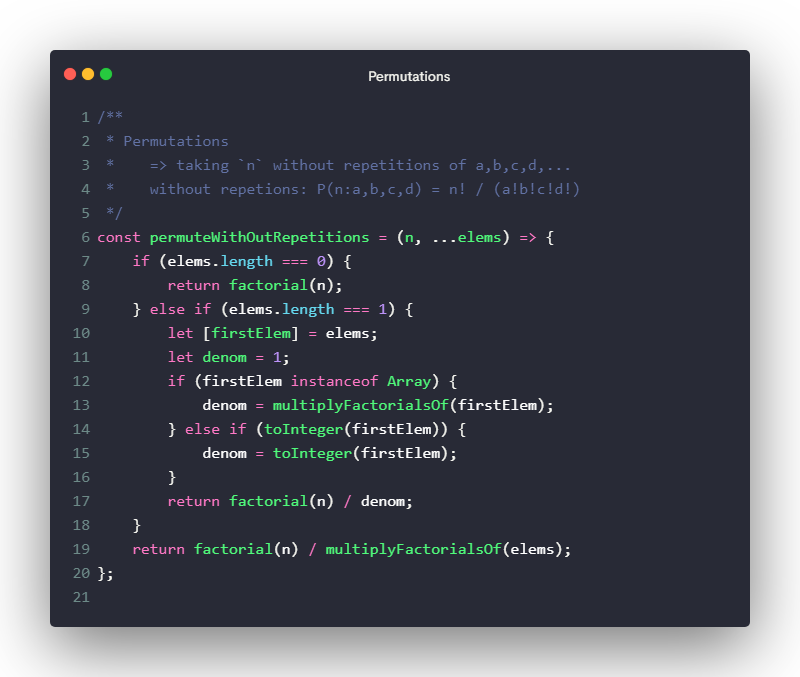 Permutations
1 /**
2  * Permutations
3  *    => taking `n` without repetitions of a,b,c,d,...
4  *    without repetions: P(n:a,b,c,d) = n! / (a!b!c!d!)
5  */
6 const permuteWithOutRepetitions = (n, ...elems) => {
7     if (elems.length === 0) {
8         return factorial(n);
9     } else if (elems.length === 1) {
10         let [firstElem] = elems;
11         let denom = 1;
12         if (firstElem instanceof Array) {
13             denom = multiplyFactorialsOf(firstElem);
14         } else if (toInteger(firstElem)) {
15             denom = toInteger(firstElem);
16         }
17         return factorial(n) / denom;
18     }
19     return factorial(n) / multiplyFactorialsOf(elems);
20 };
21